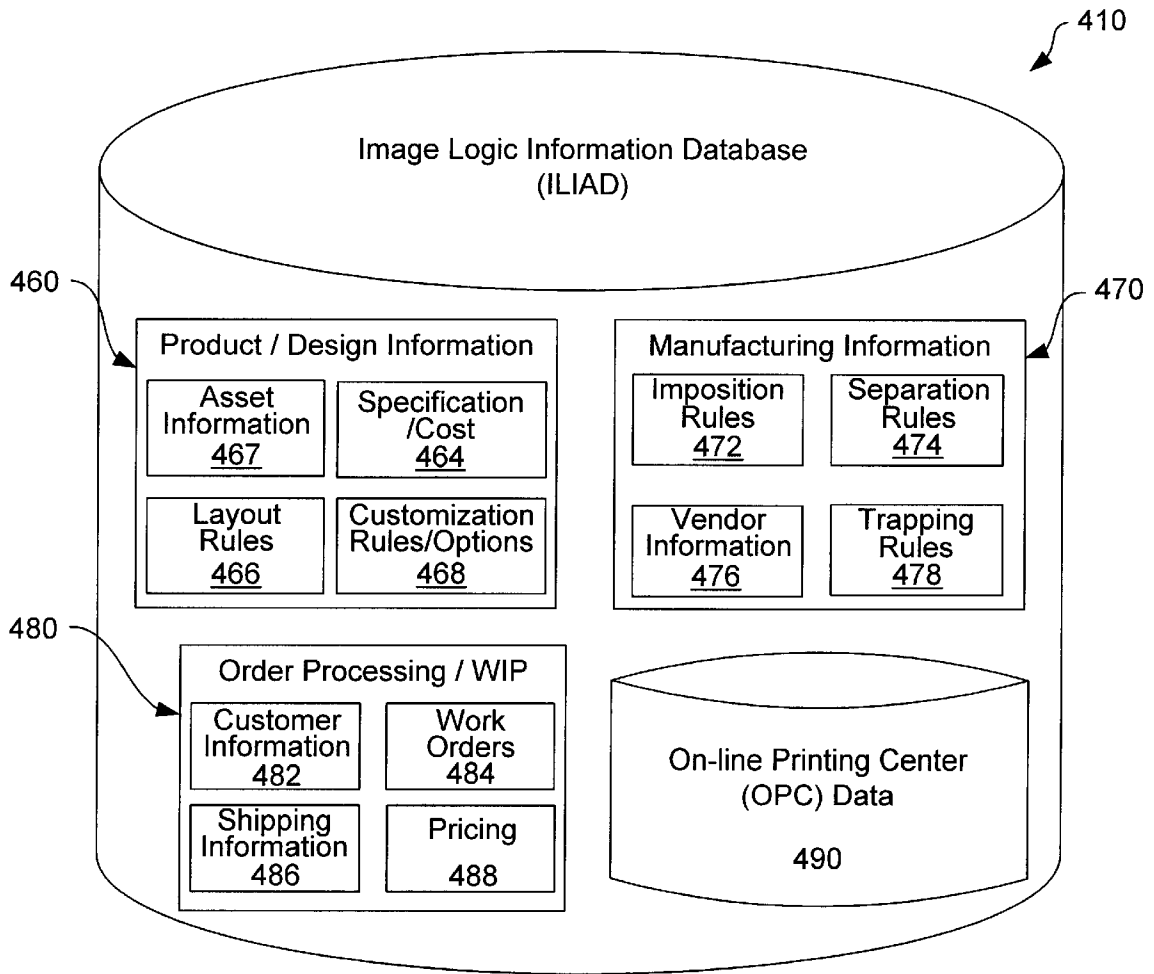 410
Image Logic Information Database
(ILIAD)
460
470
Product / Design Information
Asset
Information
467
Specification
/Cost
464
Layout
Rules
466
Customization
Rules/Options
468
Manufacturing Information
Imposition
Rules
472
Separation
Rules
474
Vendor
Information
476
Trapping
Rules
478
480
Order Processing / WIP
Customer
Information
482
Work
Orders
484
Shipping
Information
486
Pricing
488
On-line Printing Center
(OPC) Data
490